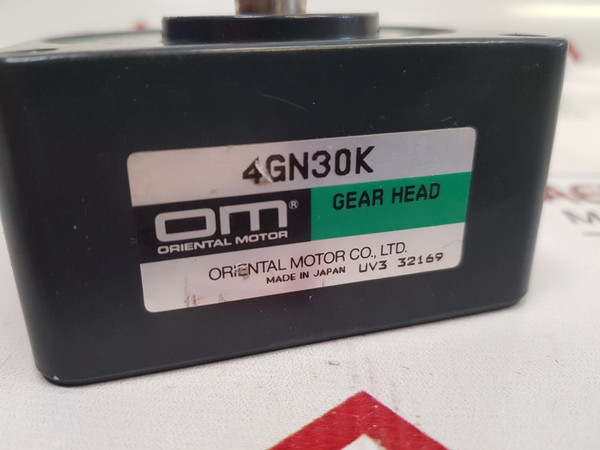 4GN30K
om®
ORIENTAL MOTOR
GEAR HEAD
ORIENTAL MOTOR CO., LTD.
MADE IN JAPAN UV3 32169